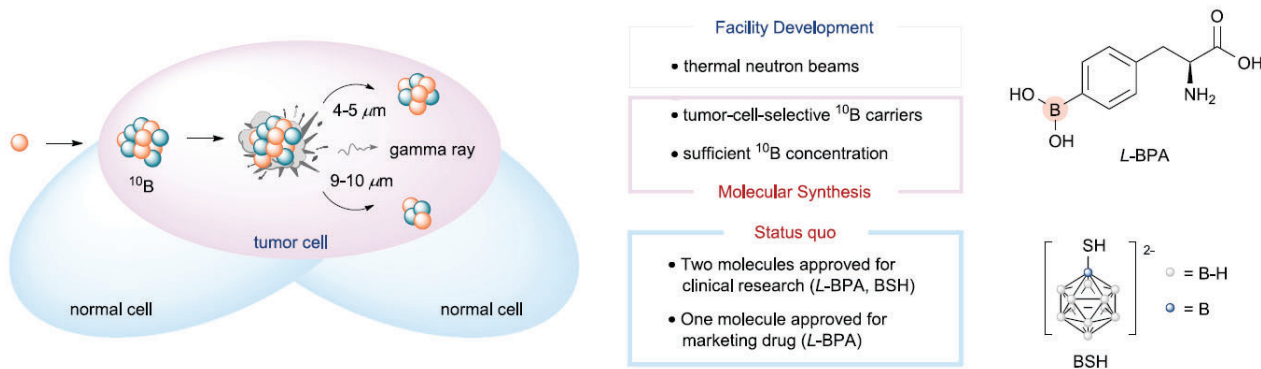 4-5 μm
gamma ray
9-10 μm
¹⁰B
tumor cell
normal cell
normal cell
Facility Development
• thermal neutron beams
• tumor-cell-selective ¹⁰B carriers
• sufficient ¹⁰B concentration
Molecular Synthesis
Status quo
• Two molecules approved for
clinical research (L-BPA, BSH)
• One molecule approved for
marketing drug (L-BPA)
O
OH
NH₂
HO
B
OH
L-BPA
SH
2–
= B-H
= B
BSH